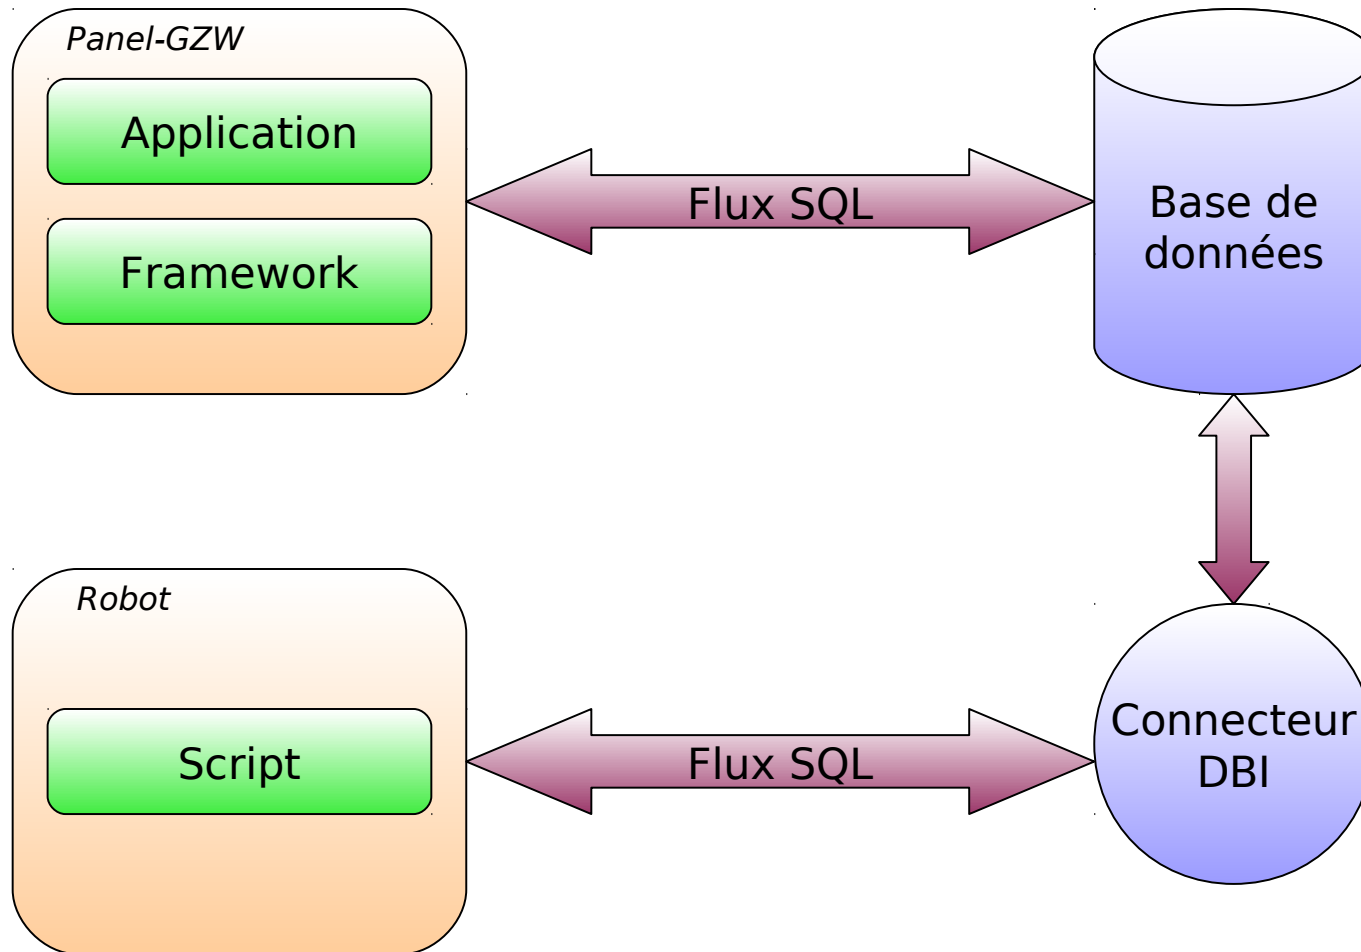 Panel-GZW
Application
Framework
Flux SQL
Base de
données
Robot
Script
Flux SQL
Connecteur
DBI